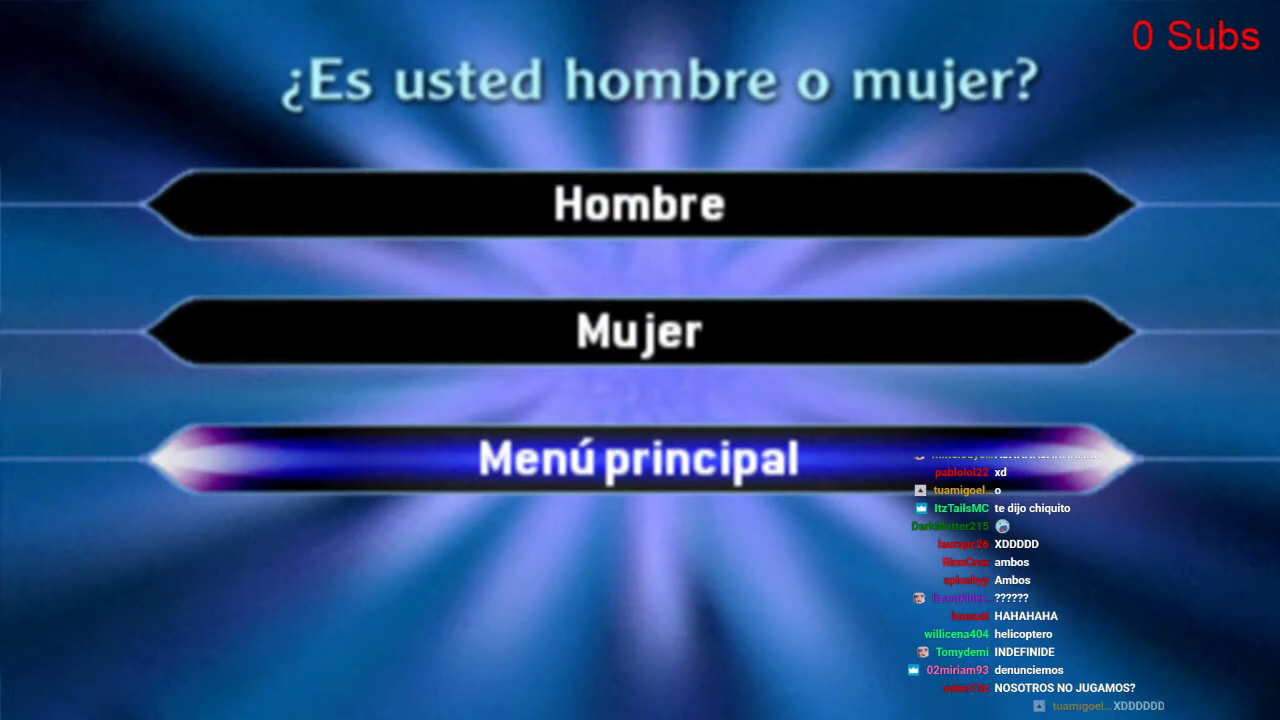 0 Subs
¿Es usted hombre o mujer?
Hombre
Mujer
Menú principal
pablolol22 xd
tuamigoel... o
ItzTailsMC te dijo chiquito
XDDDDD
ambos
Ambos
??????
HAHAHAHA
willicena404 helicoptero
Tomydemi INDEFINIDE
02miriam93 denunciemos
NOSOTROS NO JUGAMOS?
tuamigoel... XDDDDDD